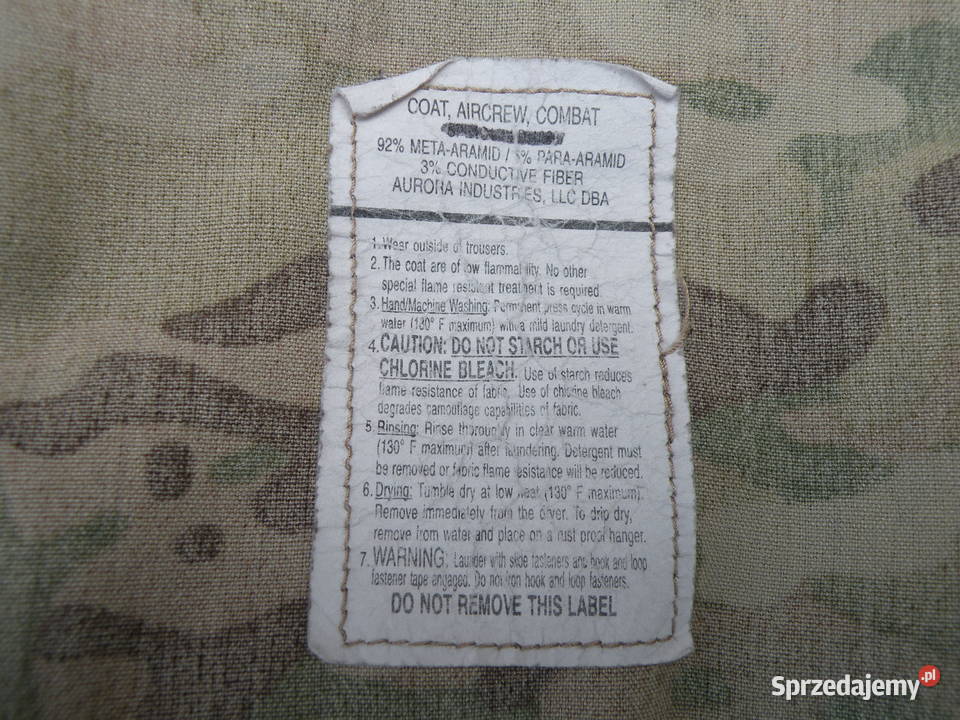 COAT, AIRCREW, COMBAT
92% META-ARAMID / 5% PARA-ARAMID
3% CONDUCTIVE FIBER
AURORA INDUSTRIES, LLC DBA
1. Wear outside of trousers.
2. The coat are of low flammability. No other
special flame resistant treatment is required.
3. Hand/Machine Washing: Permanent press cycle in warm
water (130° F maximum) with a mild laundry detergent.
4. CAUTION: DO NOT STARCH OR USE
CHLORINE BLEACH. Use of starch reduces
flame resistance of fabric. Use of chlorine bleach
degrades camouflage capabilities of fabric.
5. Rinsing: Rinse thoroughly in clear warm water
(130° F maximum) after laundering. Detergent must
be removed or fabric flame resistance will be reduced.
6. Drying: Tumble dry at low heat (130° F maximum).
Remove immediately from the dryer. To drip dry,
remove from water and place on a rust proof hanger.
7. WARNING: Launder with slide fasteners and hook and loop
fastener tape engaged. Do not iron hook and loop fasteners.
DO NOT REMOVE THIS LABEL
Sprzedajemy.pl